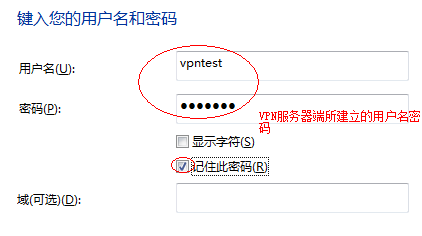 键入您的用户名和密码
用户名(U):
vpntest
密码(P):
●●●●●●●
VPN服务器端所建立的用户名密
码
显示字符(S)
记住此密码(R)
域(可选)(D):